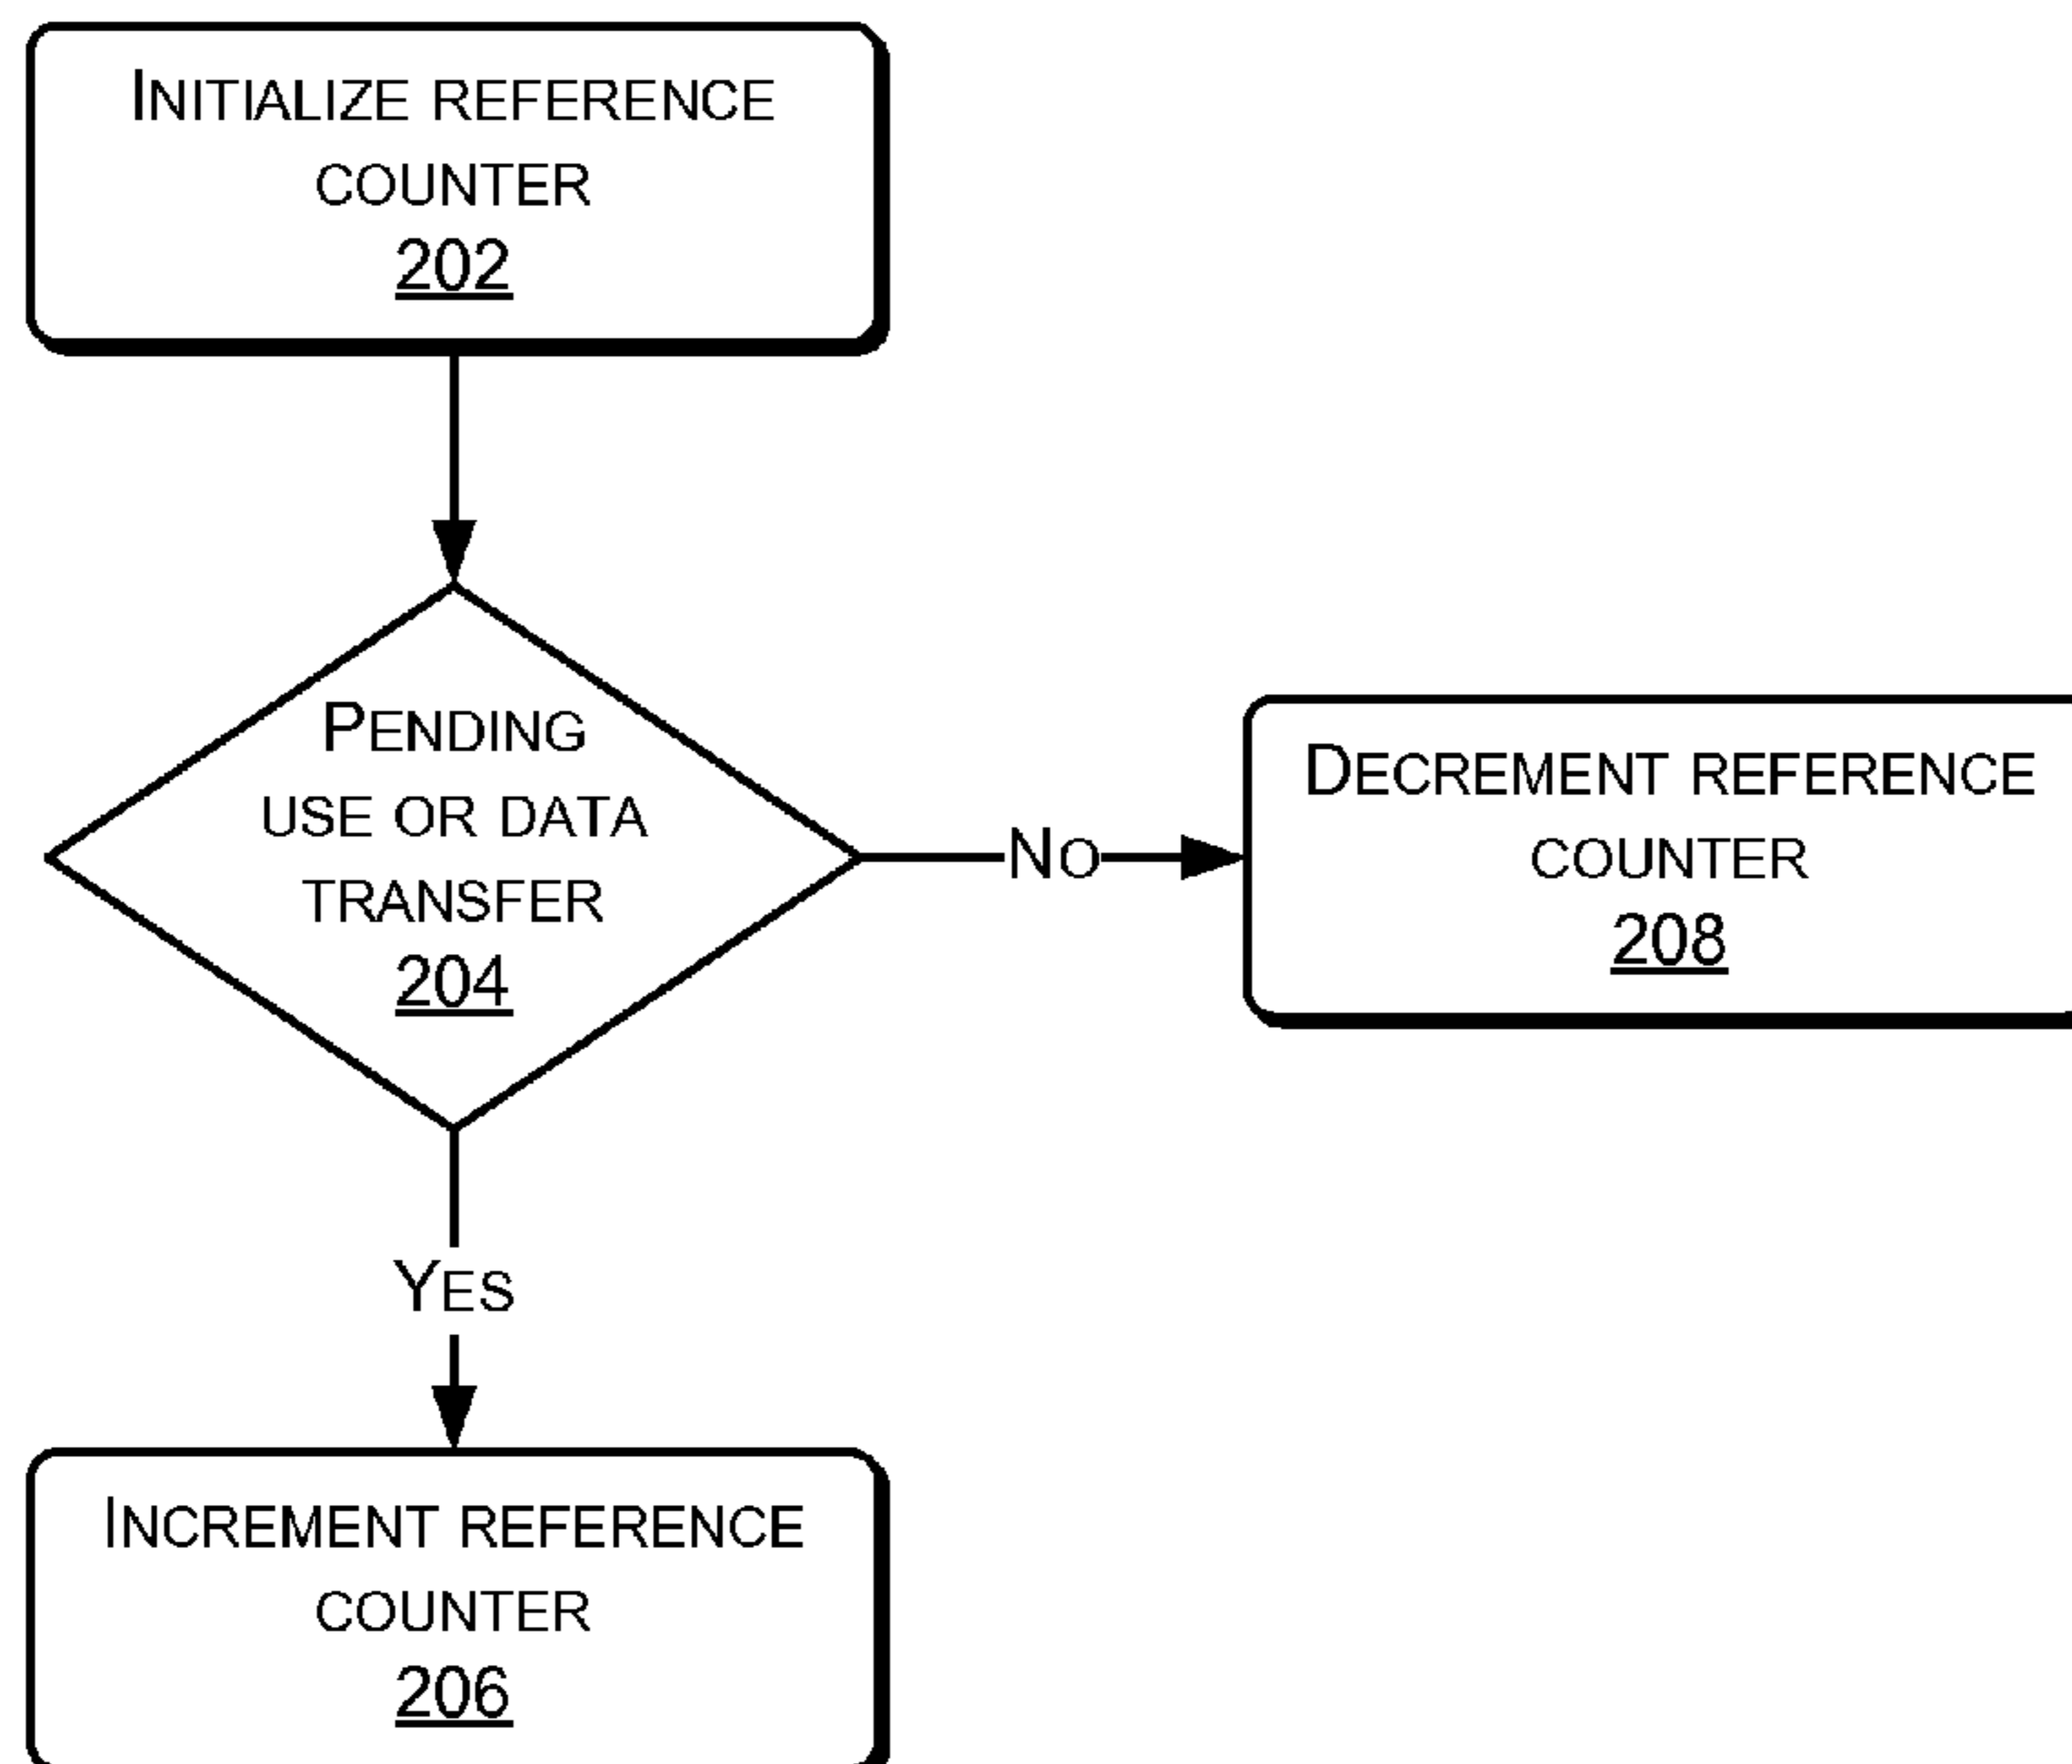 INITIALIZE REFERENCE
COUNTER
202
PENDING
USE OR DATA
TRANSFER
204
NO
DECREMENT REFERENCE
COUNTER
208
YES
INCREMENT REFERENCE
COUNTER
206